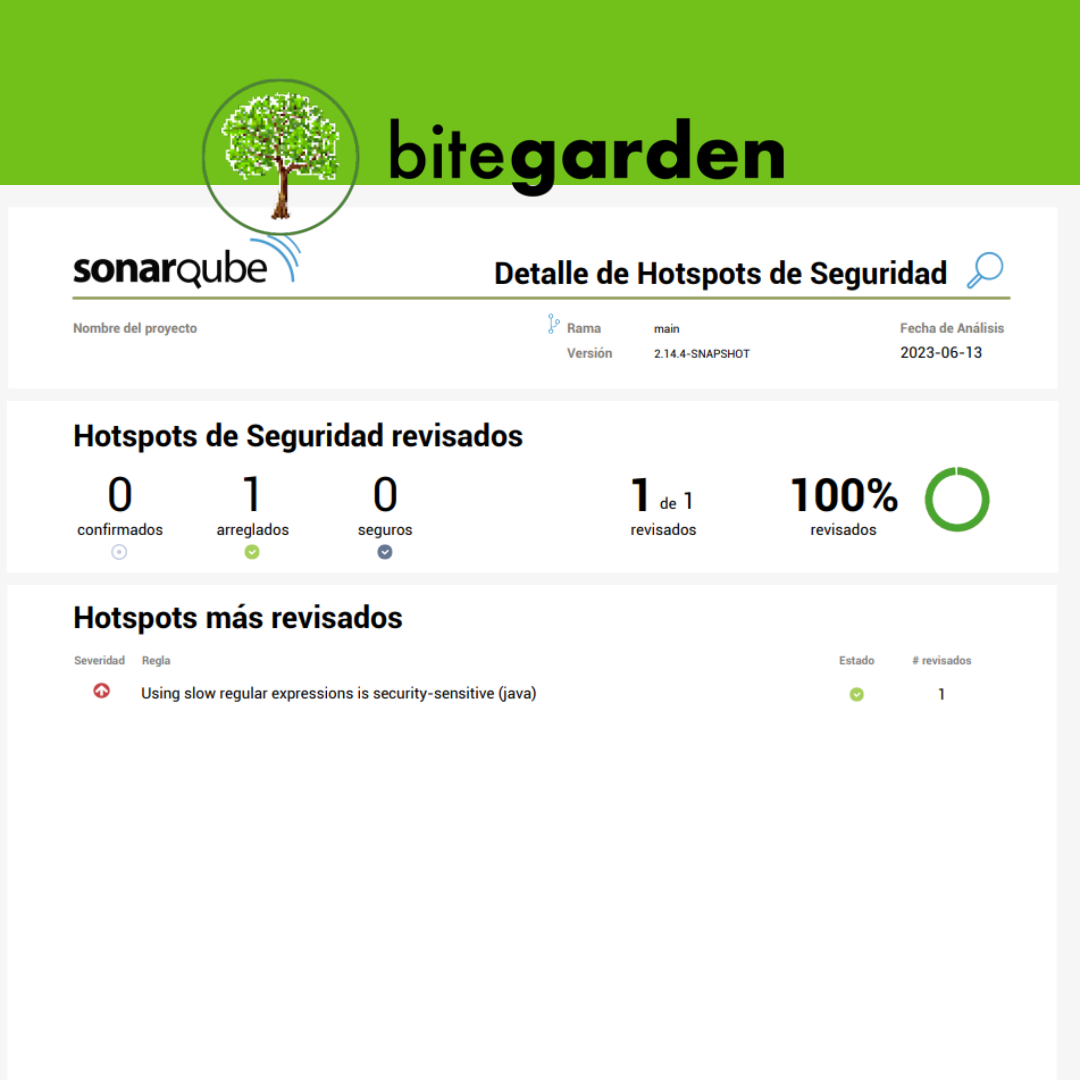 bitegarden
sonarqube
Detalle de Hotspots de Seguridad
Nombre del proyecto
Rama main
Versión 2.14.4-SNAPSHOT
Fecha de Análisis
2023-06-13
Hotspots de Seguridad revisados
0 1 0 1 de 1 100%
confirmados arreglados seguros revisados revisados
Hotspots más revisados
Severidad Regla Estado # revisados
Using slow regular expressions is security-sensitive (java) 1